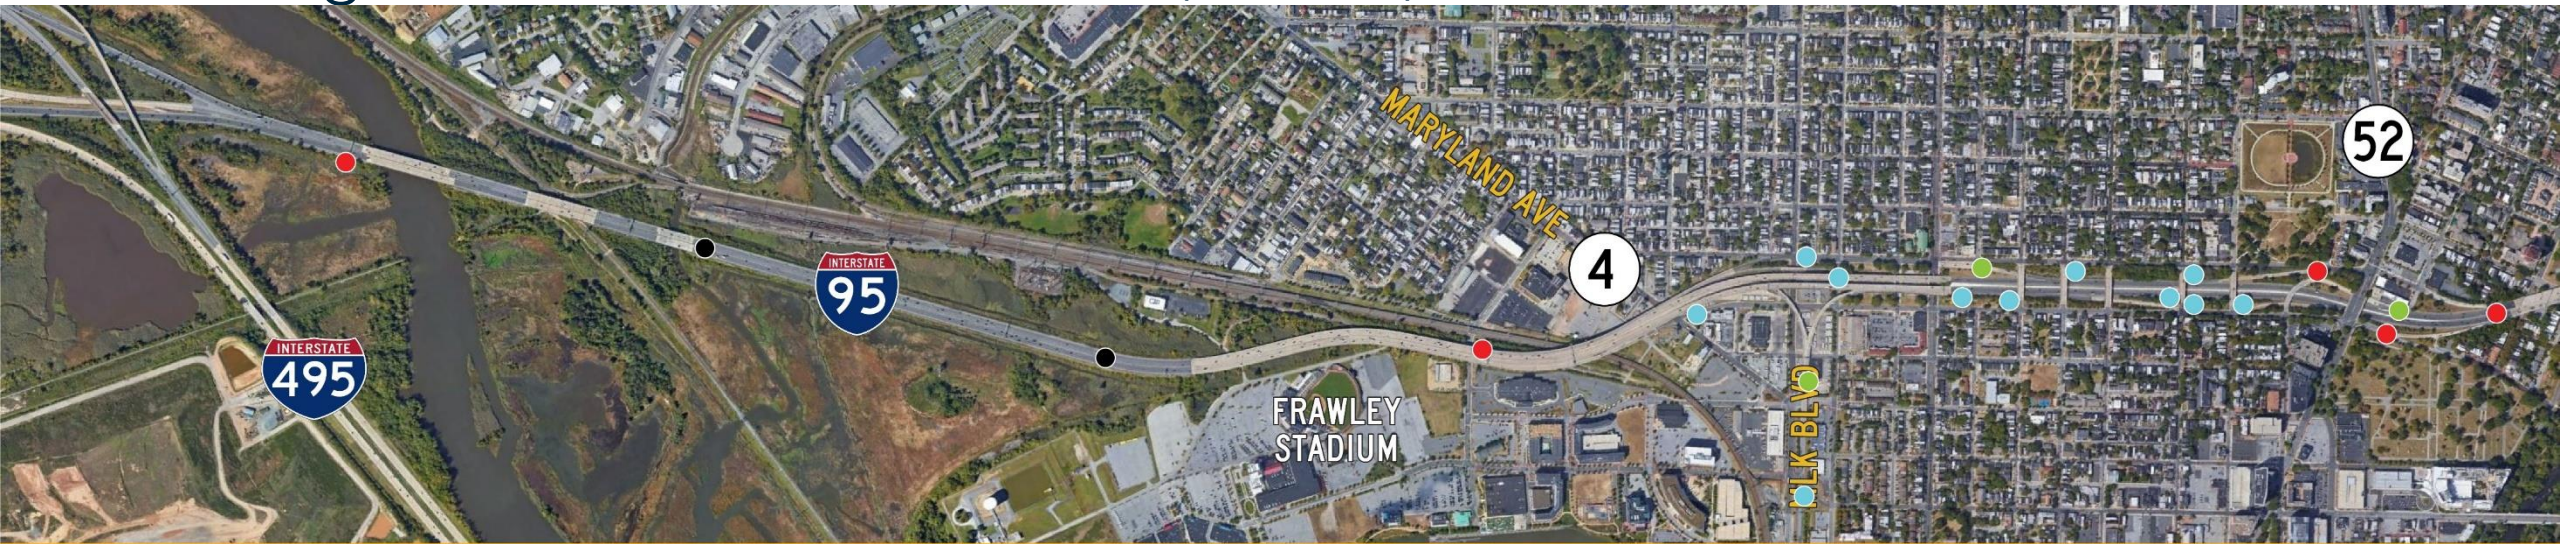 MARYLAND AVE
52
4
INTERSTATE
95
INTERSTATE
495
FRAWLEY
STADIUM
MLK BLVD